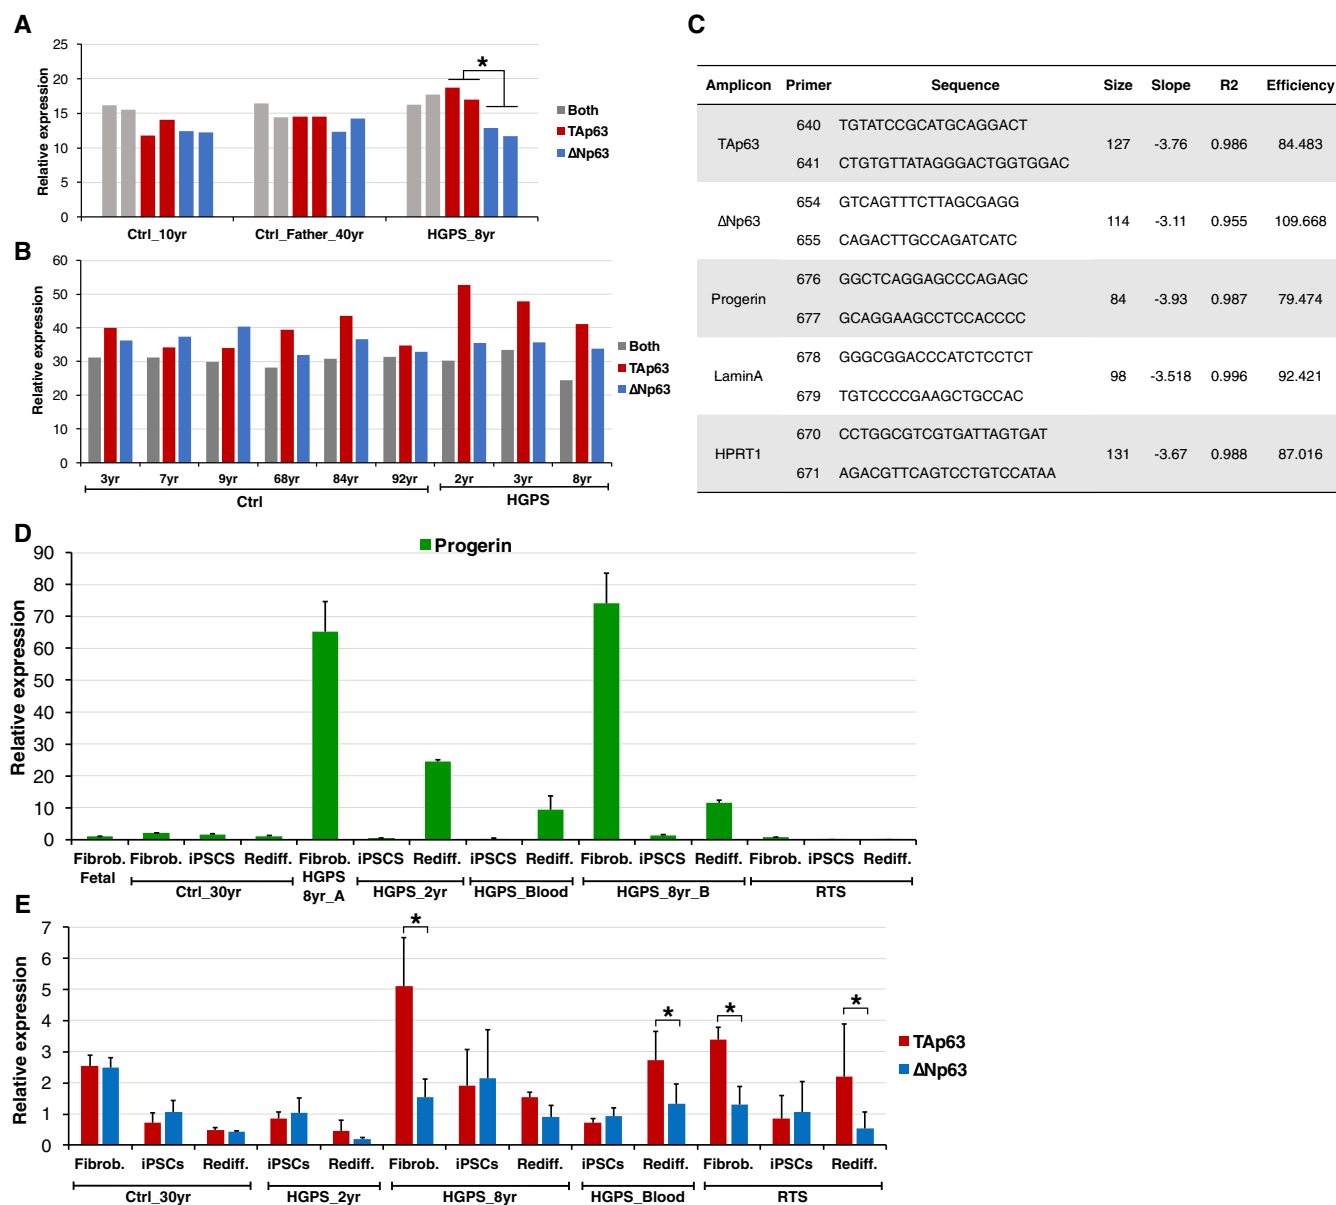 A
Relative expression
25
20
15
10
5
0
*
Both
TAp63
ΔNp63
Ctrl_10yr Ctrl_Father_40yr HGPS_8yr
B
Relative expression
60
50
40
30
20
10
0
Both
TAp63
ΔNp63
3yr 7yr 9yr 68yr 84yr 92yr 2yr 3yr 8yr
Ctrl HGPS
C
Amplicon Primer Sequence Size Slope R2 Efficiency
640 TGTATCCGCATGCAGGACT
TAp63 127 -3.76 0.986 84.483
641 CTGTGTTATAGGGACTGGTGGAC
654 GTCAGTTTCTTAGCGAGG
ΔNp63 114 -3.11 0.955 109.668
655 CAGACTTGCCAGATCATC
676 GGCTCAGGAGCCCAGAGC
Progerin 84 -3.93 0.987 79.474
677 GCAGGAAGCCTCCACCCC
678 GGGCGGACCCATCTCCTCT
LaminA 98 -3.518 0.996 92.421
679 TGTCCCCGAAGCTGCCAC
670 CCTGGCGTCGTGATTAGTGAT
HPRT1 131 -3.67 0.988 87.016
671 AGACGTTCAGTCCTGTCCATAA
D
Progerin
Relative expression
90
80
70
60
50
40
30
20
10
0
Fibrob. Fibrob. iPSCS Rediff. Fibrob. iPSCS Rediff. iPSCS Rediff. Fibrob. iPSCS Rediff. Fibrob. iPSCS Rediff.
Fetal Ctrl_30yr HGPS HGPS_2yr HGPS_Blood HGPS_8yr_B RTS
8yr_A
E
Relative expression
7
6
5
4
3
2
1
0
* * * *
TAp63
ΔNp63
Fibrob. iPSCs Rediff. iPSCs Rediff. Fibrob. iPSCs Rediff. iPSCs Rediff. Fibrob. iPSCs Rediff.
Ctrl_30yr HGPS_2yr HGPS_8yr HGPS_Blood RTS